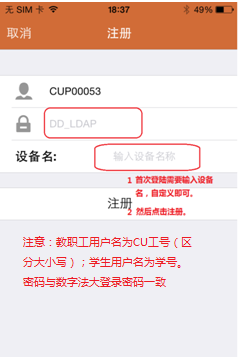 无 SIM 卡 18:37 49%
取消 注册
CUP00053
DD_LDAP
设备名: 输入设备名称
1 首次登陆需要输入设备
名，自定义即可。
注册
2 然后点击注册。
注意：教职工用户名为CU工号（区
分大小写）；学生用户名为学号。
密码与数字法大登录密码一致